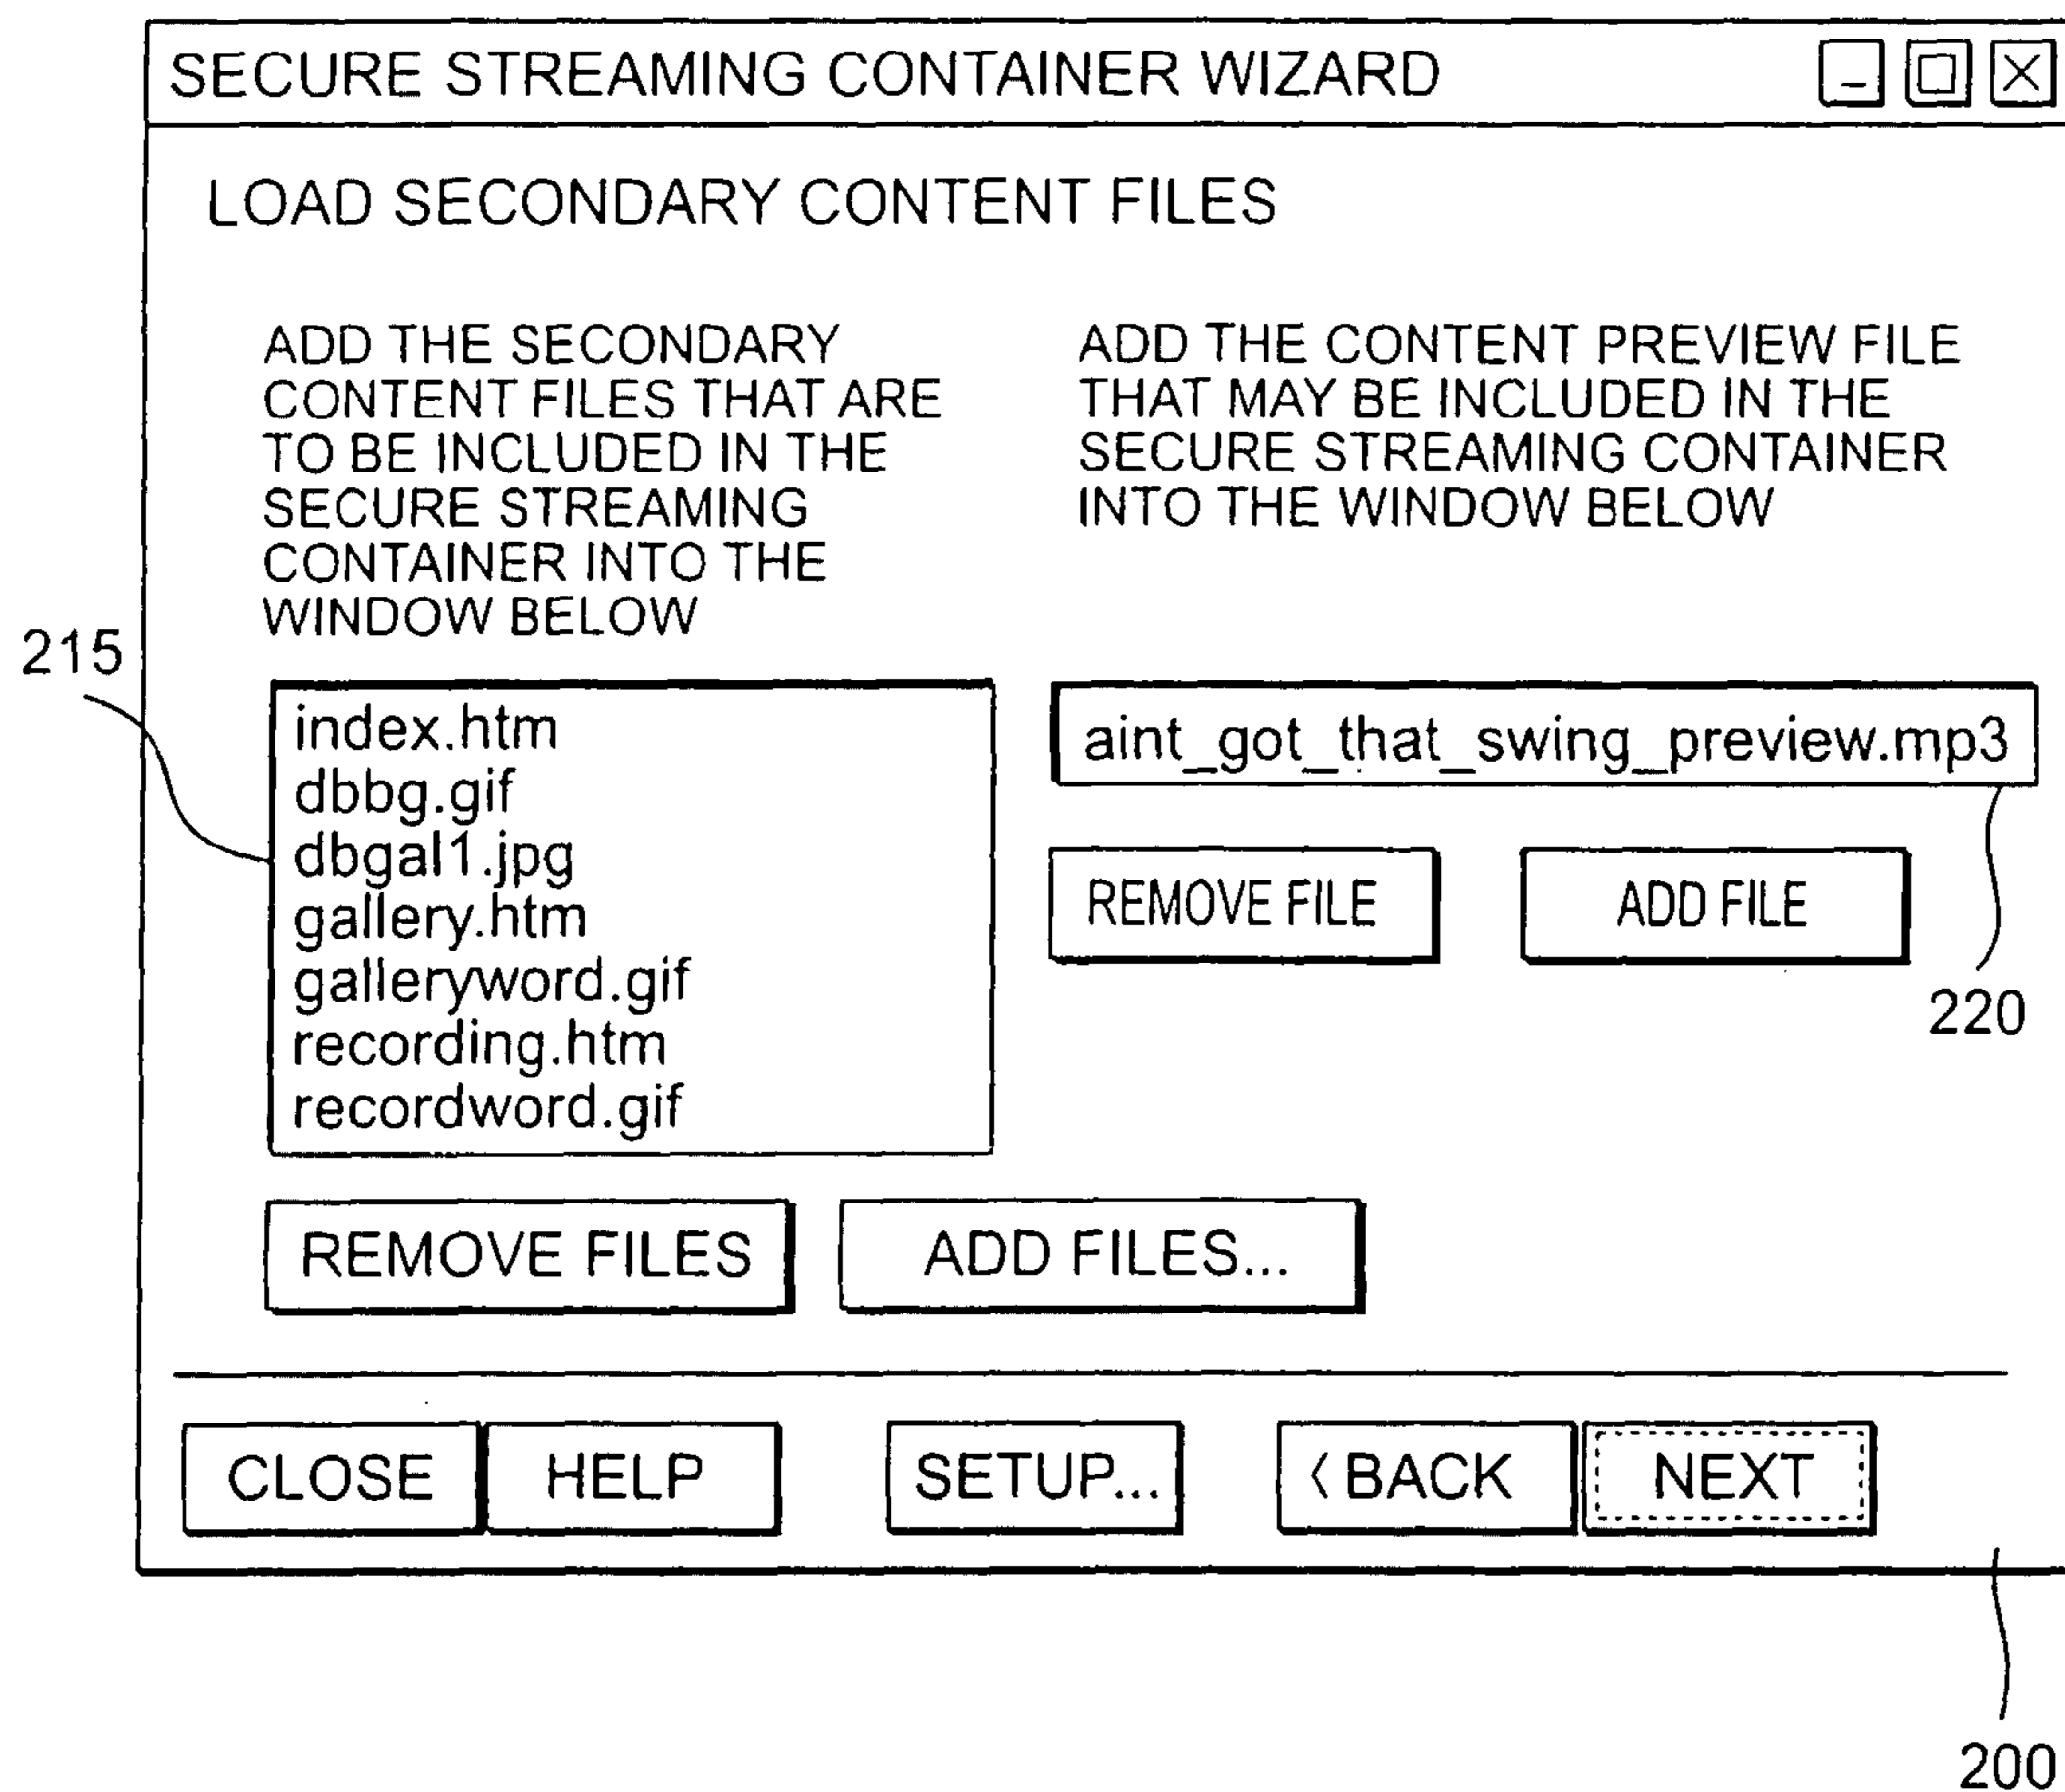 SECURE STREAMING CONTAINER WIZARD
LOAD SECONDARY CONTENT FILES
ADD THE SECONDARY
CONTENT FILES THAT ARE
TO BE INCLUDED IN THE
SECURE STREAMING
CONTAINER INTO THE
WINDOW BELOW
ADD THE CONTENT PREVIEW FILE
THAT MAY BE INCLUDED IN THE
SECURE STREAMING CONTAINER
INTO THE WINDOW BELOW
215
index.htm
dbbg.gif
dbgal1.jpg
gallery.htm
galleryword.gif
recording.htm
recordword.gif
aint_got_that_swing_preview.mp3
REMOVE FILE
ADD FILE
220
REMOVE FILES
ADD FILES...
CLOSE
HELP
SETUP...
< BACK
NEXT
200